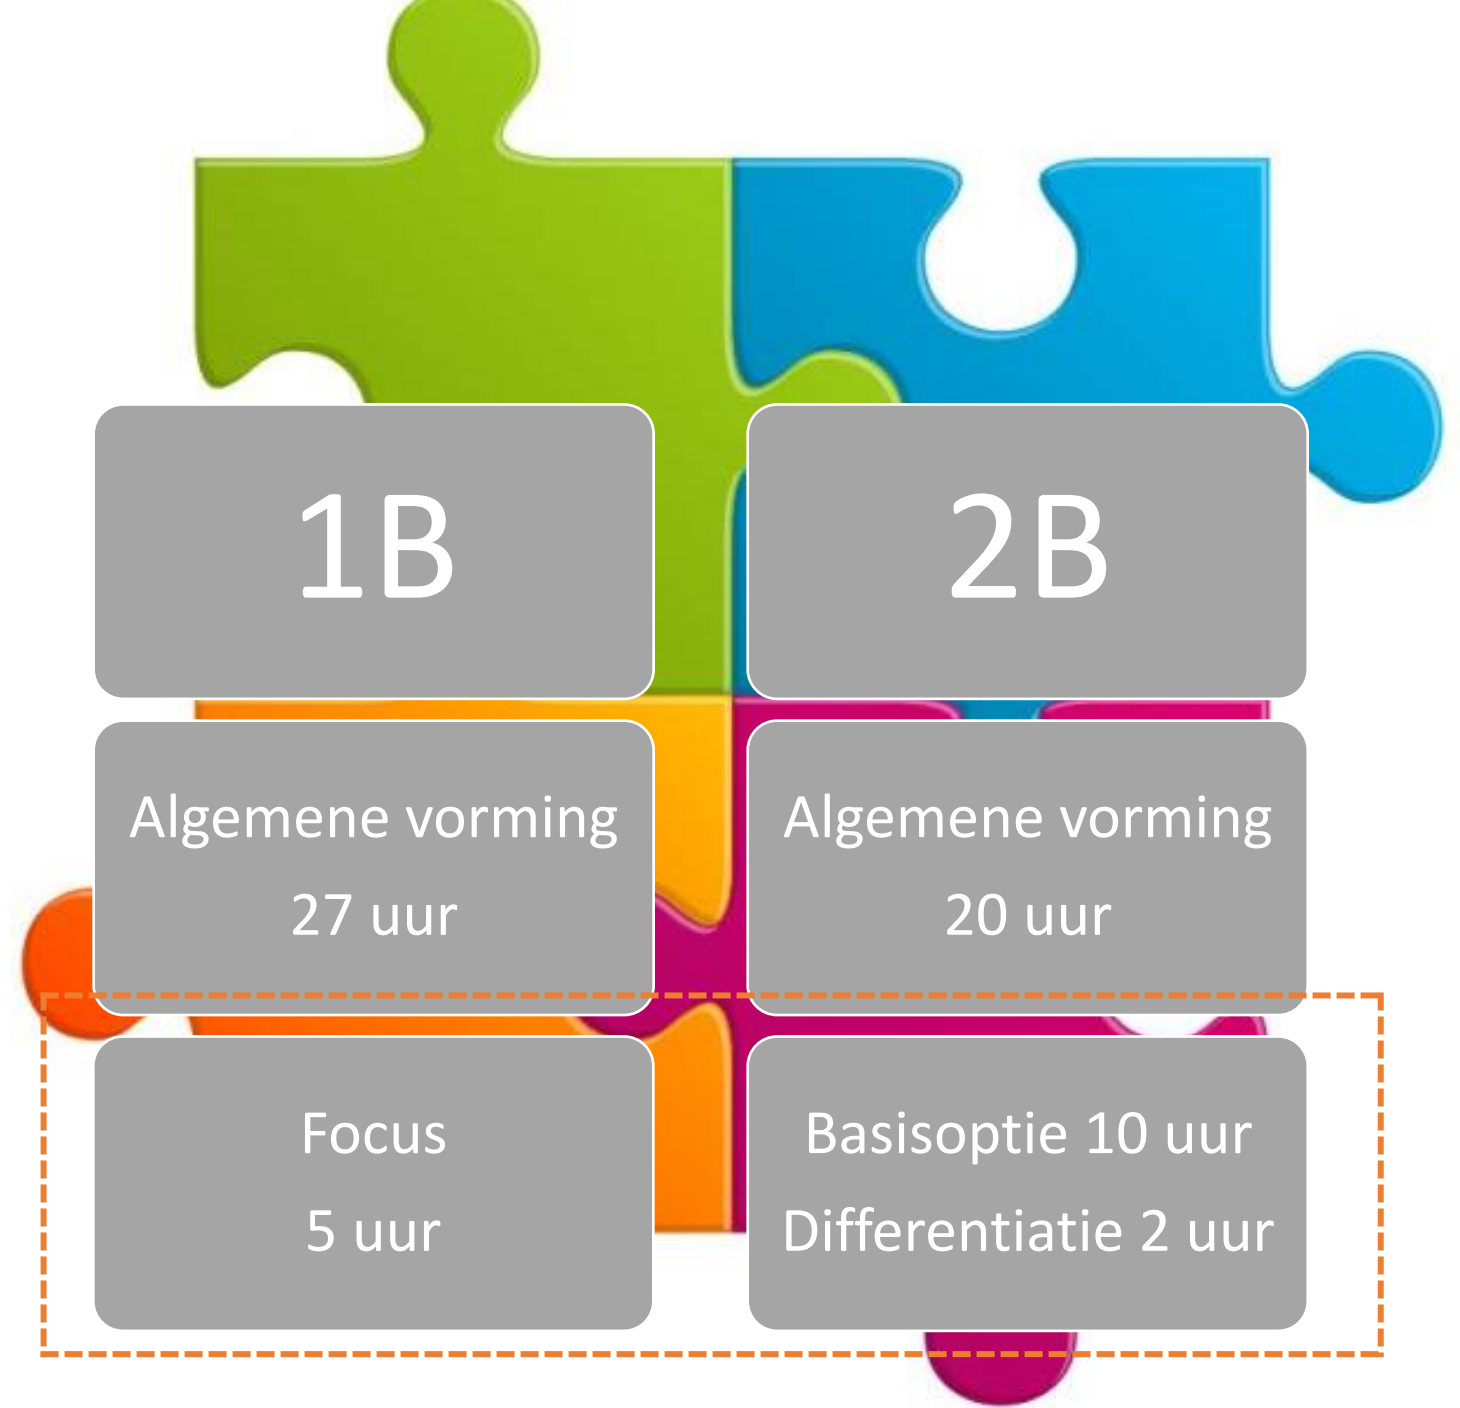 1B
2B
Algemene vorming
27 uur
Algemene vorming
20 uur
Focus
5 uur
Basisoptie 10 uur
Differentiatie 2 uur